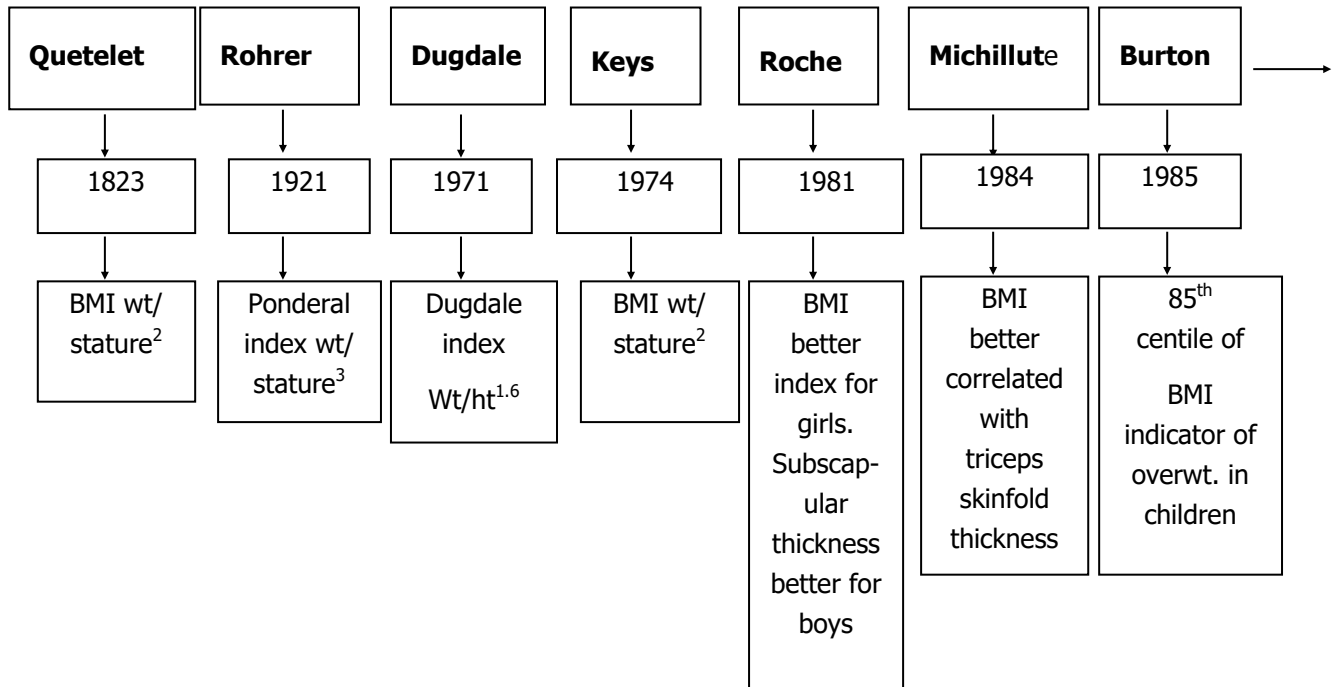 Quetelet
Rohrer
Dugdale
Keys
Roche
Michillute
Burton
1823
1921
1971
1974
1981
1984
1985
BMI wt/
stature²
Ponderal
index wt/
stature³
Dugdale
index
Wt/ht¹·⁶
BMI wt/
stature²
BMI
better
index for
girls.
Subscap-
ular
thickness
better for
boys
BMI
better
correlated
with
triceps
skinfold
thickness
85ᵗʰ
centile of
BMI
indicator of
overwt. in
children